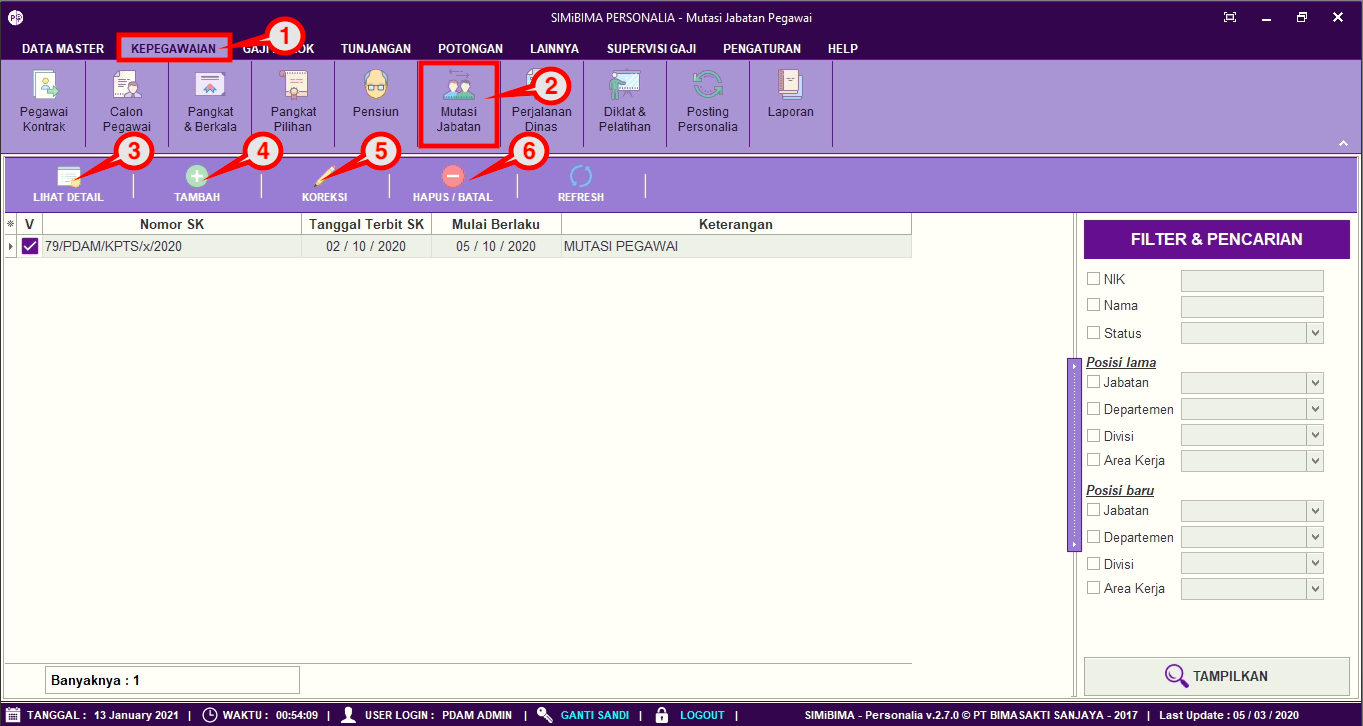 SIMiBIMA PERSONALIA - Mutasi Jabatan Pegawai
DATA MASTER KEPEGAWAIAN GAJI OK TUNJANGAN POTONGAN LAINNYA SUPERVISI GAJI PENGATURAN HELP
1
Pegawai Kontrak
Calon Pegawai
Pangkat & Berkala
Pangkat Pilihan
Pensiun
Mutasi Jabatan
2
Perjalanan Dinas
Diklat & Pelatihan
Posting Personalia
Laporan
3 4 5 6
LIHAT DETAIL TAMBAH KOREKSI HAPUS / BATAL REFRESH
V Nomor SK Tanggal Terbit SK Mulai Berlaku Keterangan
79/PDAM/KPTS/x/2020 02 / 10 / 2020 05 / 10 / 2020 MUTASI PEGAWAI
Banyaknya : 1
FILTER & PENCARIAN
NIK
Nama
Status
Posisi lama
Jabatan
Departemen
Divisi
Area Kerja
Posisi baru
Jabatan
Departemen
Divisi
Area Kerja
TAMPILKAN
TANGGAL : 13 January 2021 | WAKTU : 00:54:09 | USER LOGIN : PDAM ADMIN | GANTI SANDI | LOGOUT | SIMiBIMA - Personalia v.2.7.0 © PT BIMASAKTI SANJAYA - 2017 | Last Update : 05 / 03 / 2020